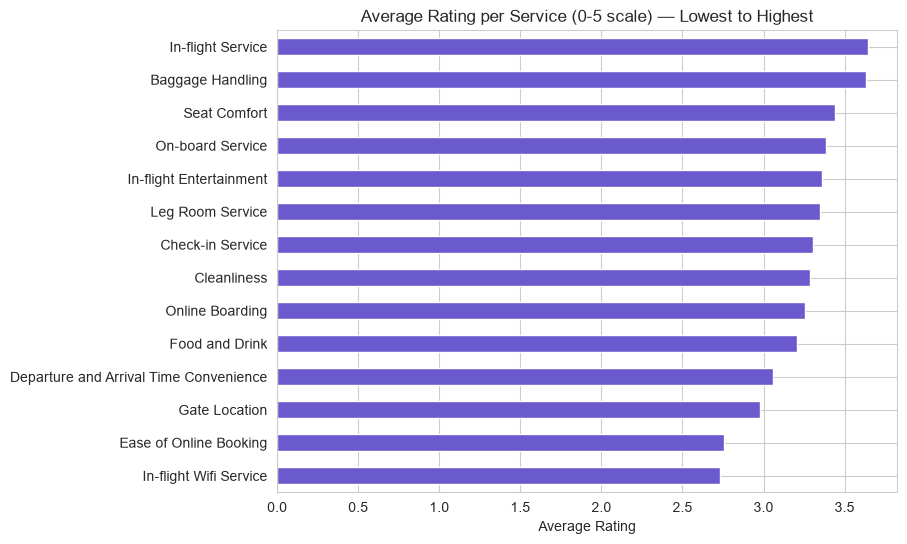 Average Rating per Service (0-5 scale) — Lowest to Highest
In-flight Service
Baggage Handling
Seat Comfort
On-board Service
In-flight Entertainment
Leg Room Service
Check-in Service
Cleanliness
Online Boarding
Food and Drink
Departure and Arrival Time Convenience
Gate Location
Ease of Online Booking
In-flight Wifi Service
0.0 0.5 1.0 1.5 2.0 2.5 3.0 3.5
Average Rating